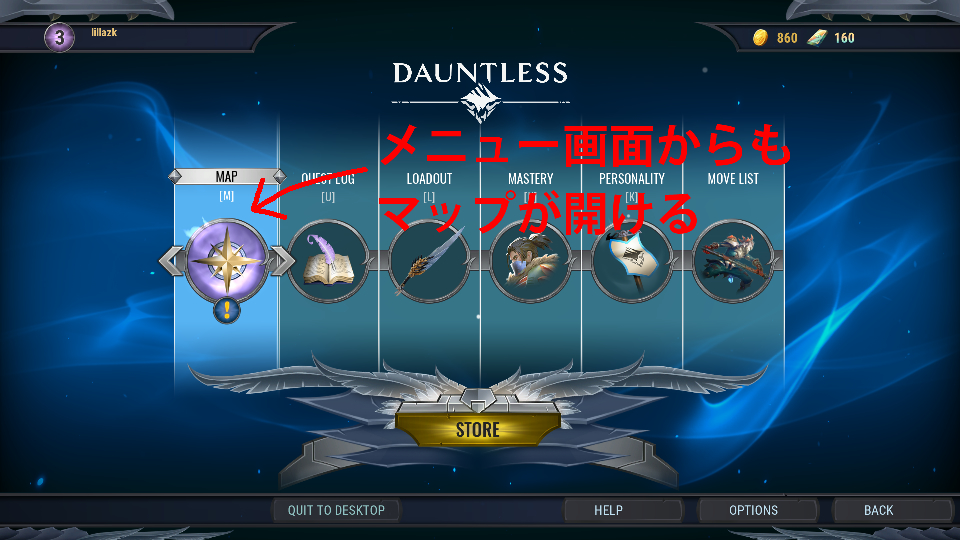 3
lillazk
860
160
DAUNTLESS
メニュー画面からも
マップが開ける
MAP
QUEST LOG
LOADOUT
MASTERY
PERSONALITY
MOVE LIST
[M]
[U]
[L]
[K]
STORE
QUIT TO DESKTOP
HELP
OPTIONS
BACK